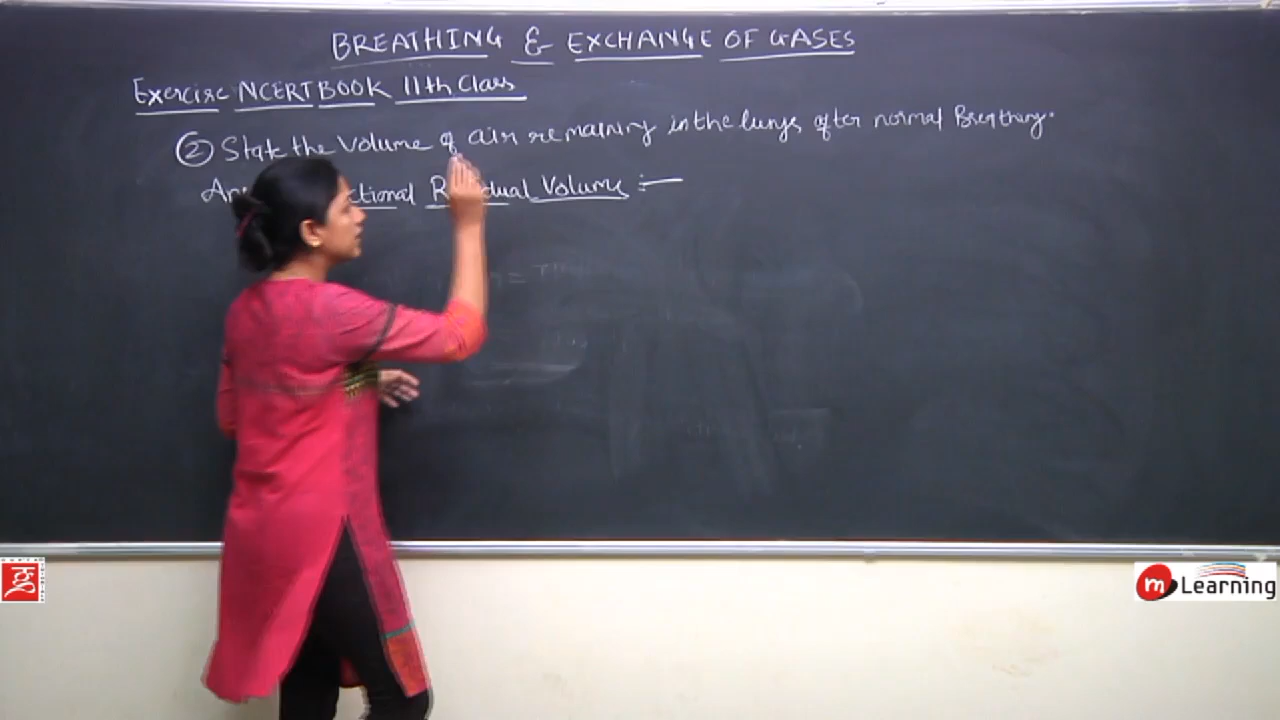 BREATHING & EXCHANGE OF GASES
Exercise NCERT BOOK 11th Class
② State the Volume of air remaining in the lungs after normal Breathing.
Residual Volume :-
m Learning